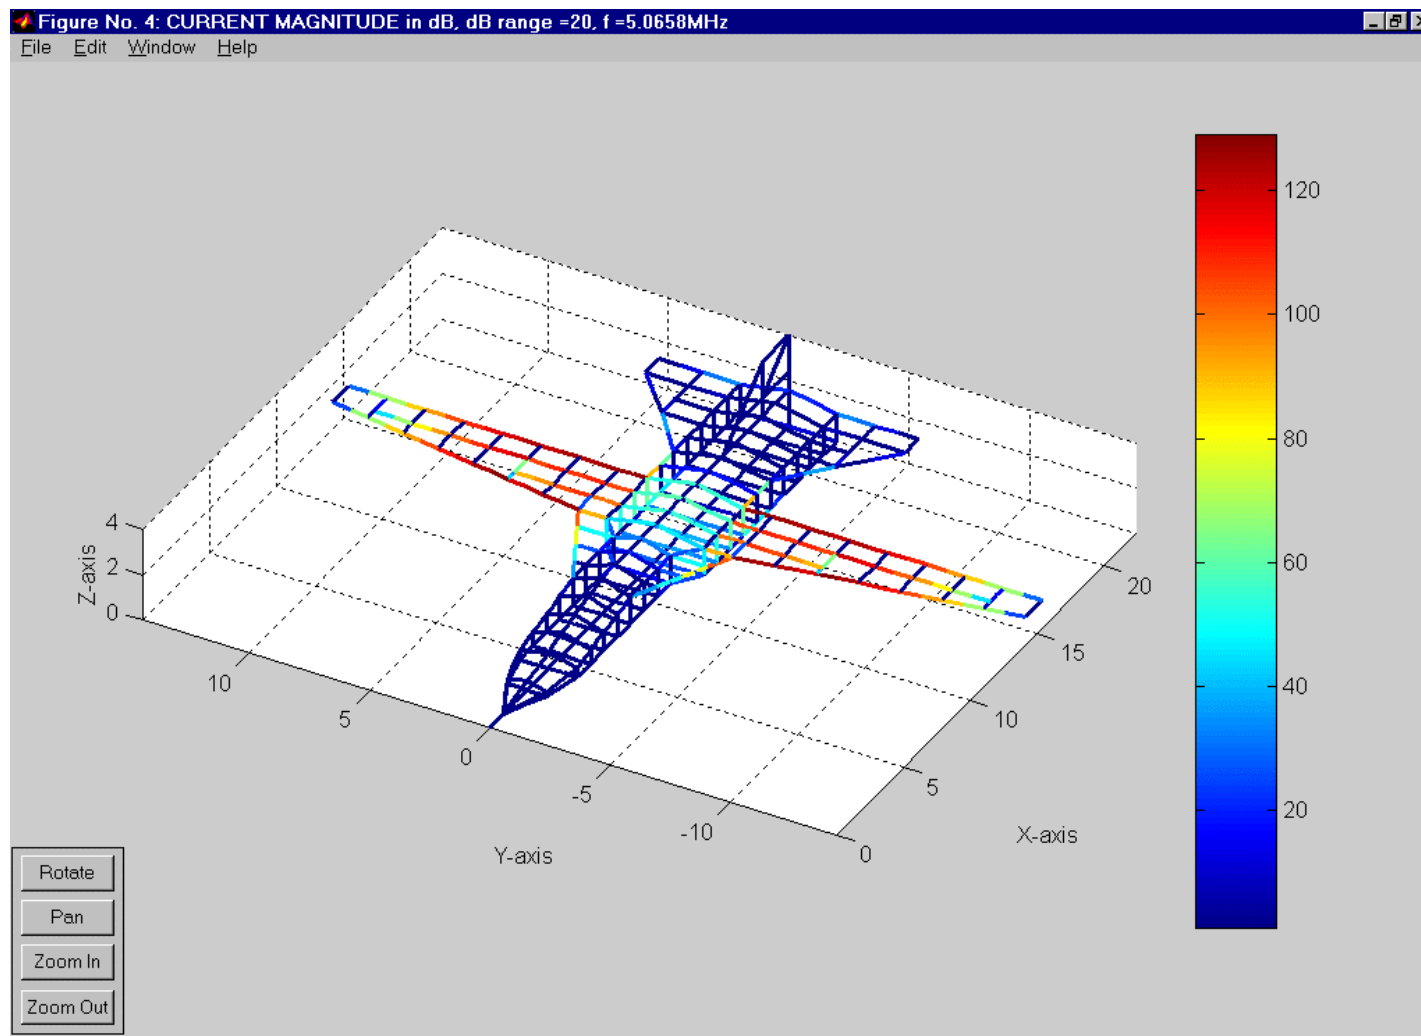 Figure No. 4: CURRENT MAGNITUDE in dB, dB range =20, f =5.0658MHz
File Edit Window Help
120
100
80
60
40
20
4
2
0
Z-axis
10
5
0
-5
-10
Y-axis
0
5
10
15
20
X-axis
Rotate
Pan
Zoom In
Zoom Out